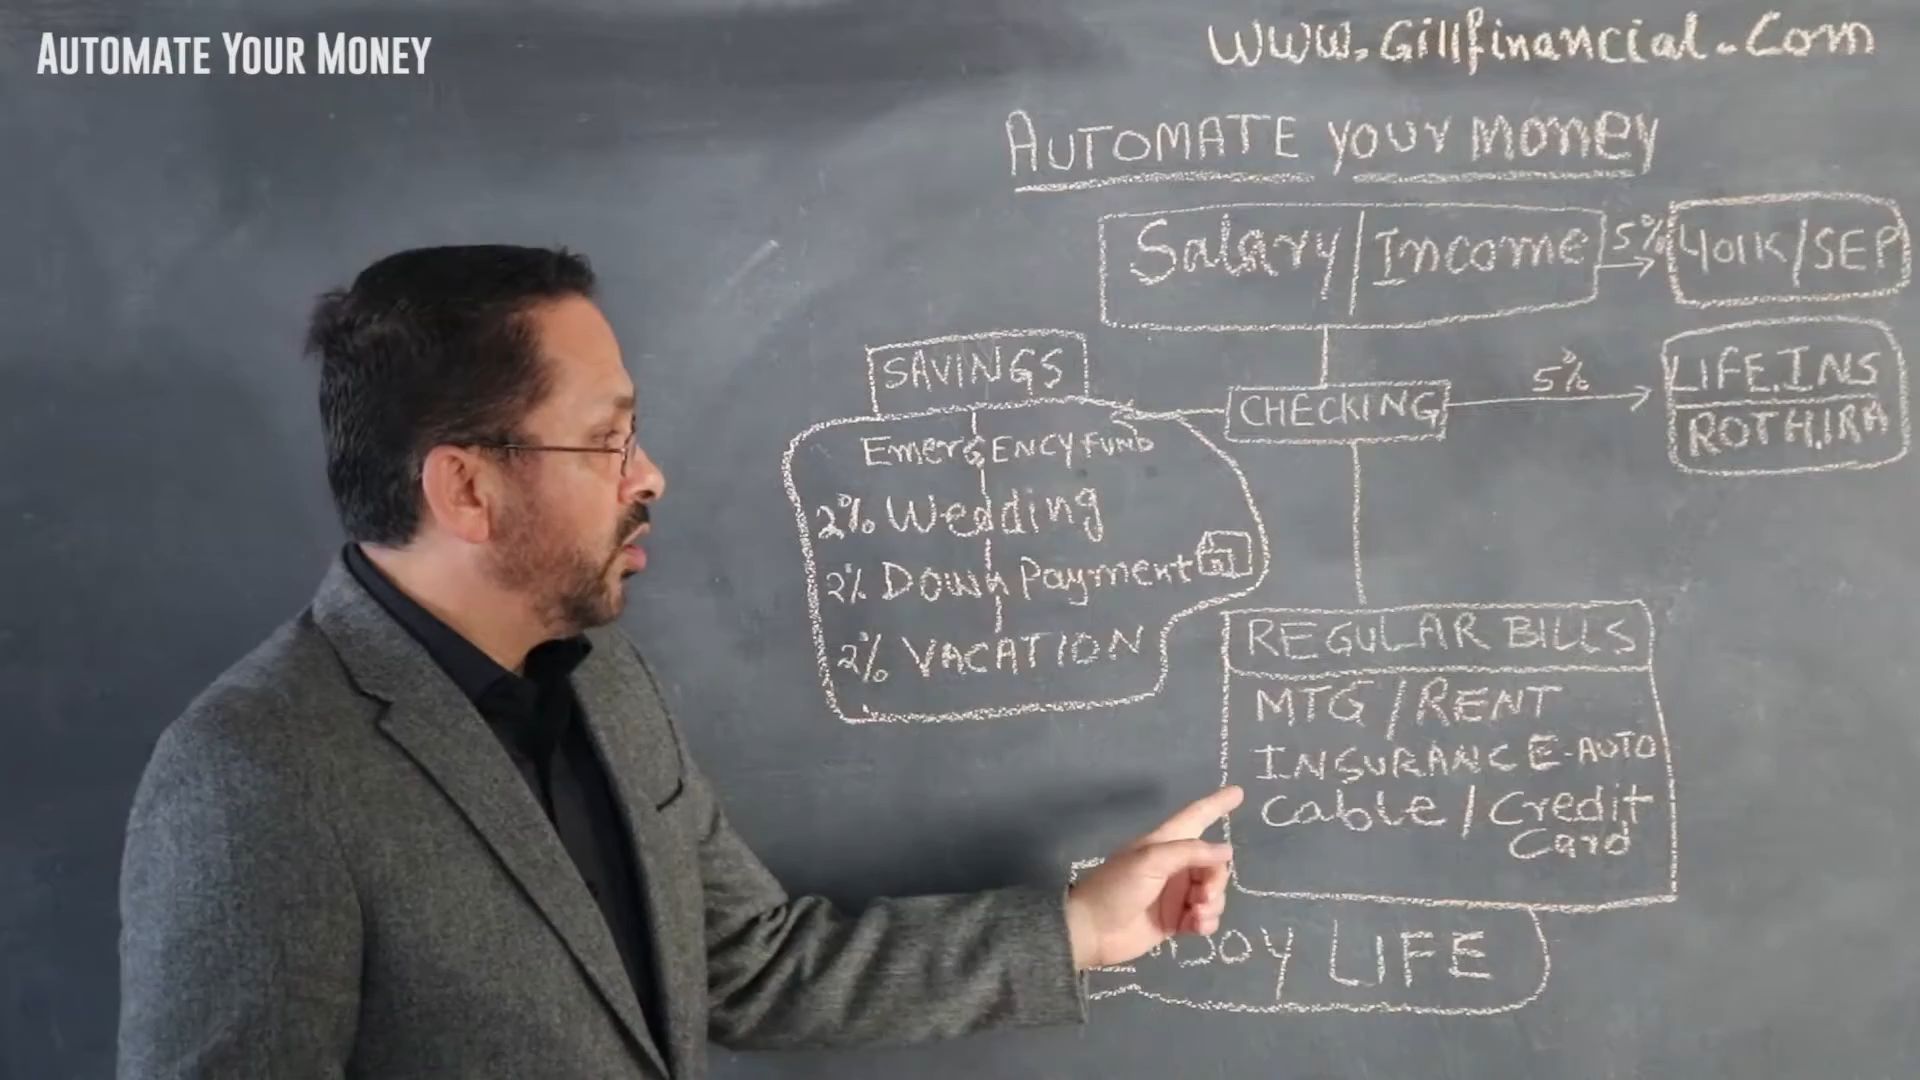 AUTOMATE YOUR MONEY
WWW.Gillfinancial.Com
AUTOMATE your money
Salary/Income
5%
401K/SEP
SAVINGS
CHECKING
5%
LIFE.INS
ROTH.IRA
EmergENCY FUND
2% Wedding
2% Down Payment
2% VACATION
REGULAR BILLS
MTG/RENT
INSURANCE-AUTO
Cable/Credit
Card
LIFE